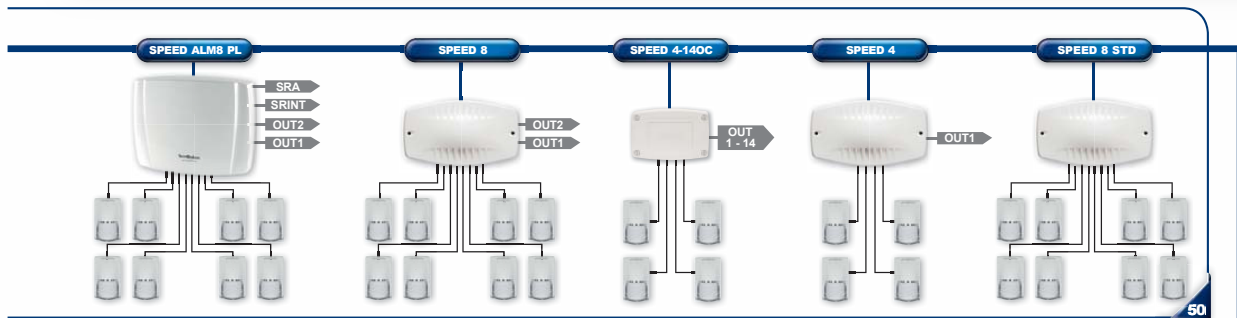 SPEED ALM8 PL
SPEED 8
SPEED 4-14OC
SPEED 4
SPEED 8 STD
SRA
SRINT
OUT2
OUT1
OUT2
OUT1
OUT
1 - 14
OUT1
50